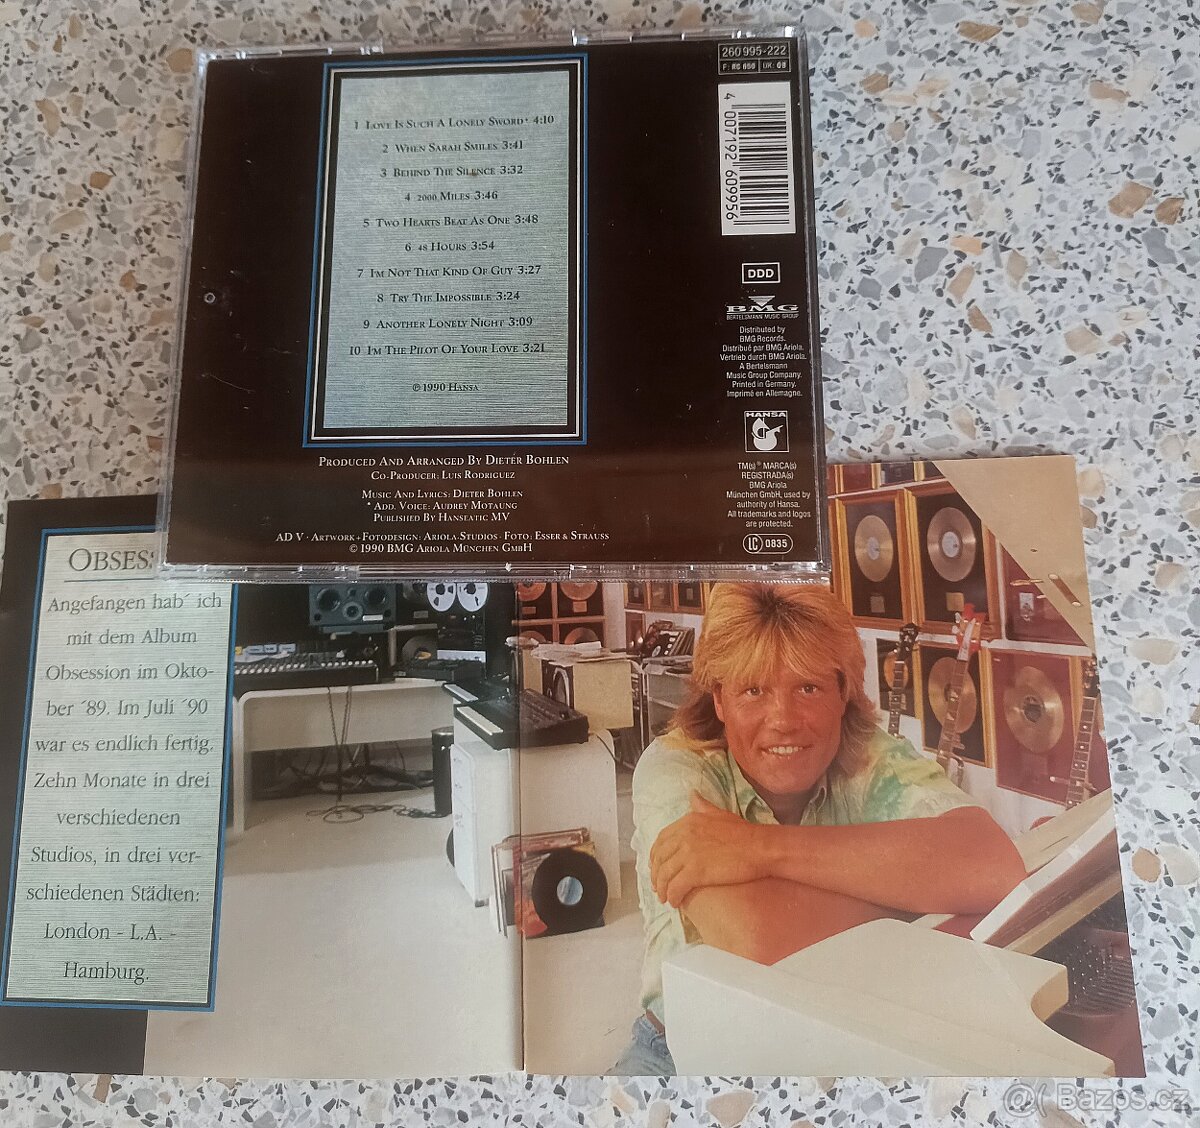 260 995-222
F: RC 650 UK: 09
4 007192 609956
1 Love Is Such A Lonely Sword* 4:10
2 When Sarah Smiles 3:41
3 Behind The Silence 3:32
4 2000 Miles 3:46
5 Two Hearts Beat As One 3:48
6 48 Hours 3:54
7 I'm Not That Kind Of Guy 3:27
8 Try The Impossible 3:24
9 Another Lonely Night 3:09
10 I'm The Pilot Of Your Love 3:21
℗ 1990 Hansa
DDD
BMG
BERTELSMANN MUSIC GROUP
Distributed by
BMG Records.
Distribué par BMG Ariola.
Vertrieb durch BMG Ariola.
A Bertelsmann
Music Group Company.
Printed in Germany.
Imprimé en Allemagne.
HANSA
TM(s) ® MARCA(s)
REGISTRADA(s)
BMG Ariola
München GmbH, used by
authority of Hansa.
All trademarks and logos
are protected.
LC 0835
Produced And Arranged By Dieter Bohlen
Co-Producer: Luis Rodriguez
Music And Lyrics: Dieter Bohlen
* Add. Voice: Audrey Motaung
Published By Hanseatic MV
AD V · Artwork + Fotodesign: Ariola-Studios · Foto: Esser & Strauss
© 1990 BMG Ariola München GmbH
Obsess
Angefangen hab´ ich
mit dem Album
Obsession im Okto-
ber ´89. Im Juli ´90
war es endlich fertig.
Zehn Monate in drei
verschiedenen
Studios, in drei ver-
schiedenen Städten:
London - L.A. -
Hamburg.
Bazos.cz